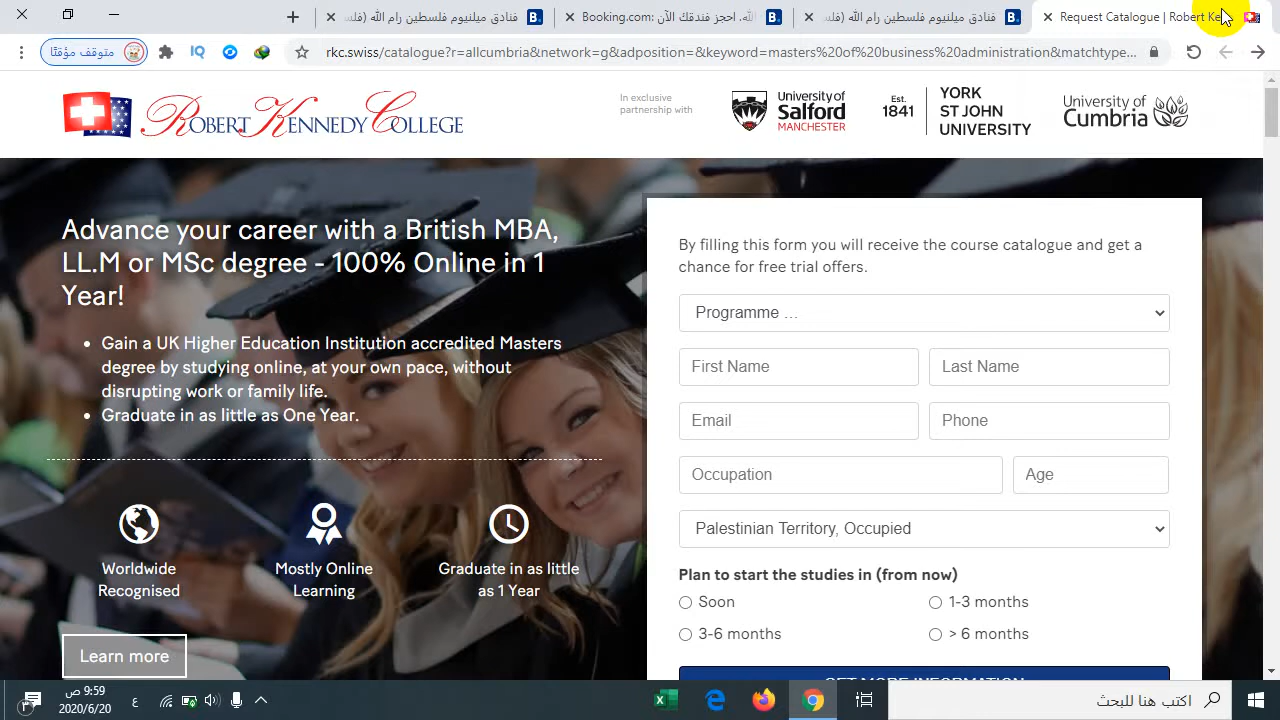 فنادق ميلنيوم فلسطين رام الله (فلس
Booking.com: الله. احجز فندقك الآن
فنادق ميلنيوم فلسطين رام الله (فلس
Request Catalogue | Robert Ke
متوقف مؤقتًا
rkc.swiss/catalogue?r=allcumbria&network=g&adposition=&keyword=masters%20of%20business%20administration&matchtype...
ROBERT KENNEDY COLLEGE
In exclusive
partnership with
University of
Salford
MANCHESTER
Est.
1841
YORK
ST JOHN
UNIVERSITY
University of
Cumbria
Advance your career with a British MBA,
LL.M or MSc degree - 100% Online in 1
Year!
Gain a UK Higher Education Institution accredited Masters
degree by studying online, at your own pace, without
disrupting work or family life.
Graduate in as little as One Year.
Worldwide
Recognised
Mostly Online
Learning
Graduate in as little
as 1 Year
Learn more
By filling this form you will receive the course catalogue and get a
chance for free trial offers.
Programme ...
First Name
Last Name
Email
Phone
Occupation
Age
Palestinian Territory, Occupied
Plan to start the studies in (from now)
Soon
1-3 months
3-6 months
> 6 months
GET MORE INFORMATION
9:59 ص
2020/6/20
ع
اكتب هنا للبحث